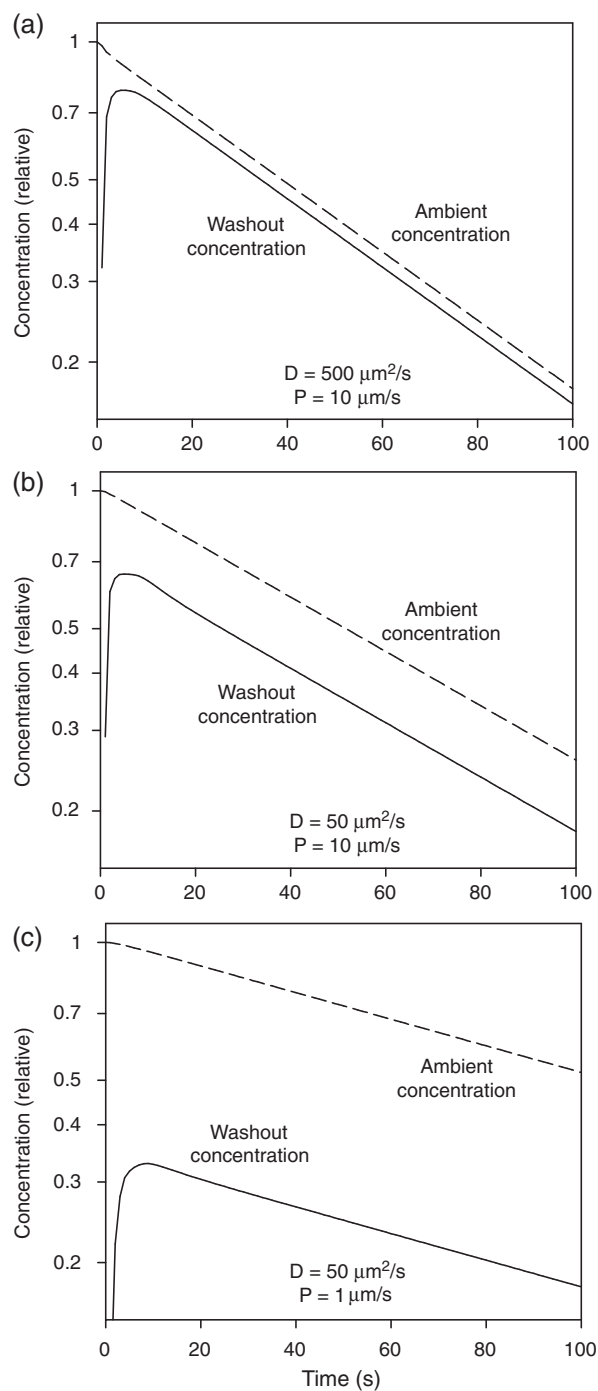 (a)
1
0.7
0.5
0.4
0.3
0.2
Concentration (relative)
Washout
concentration
Ambient
concentration
D = 500 μm²/s
P = 10 μm/s
0 20 40 60 80 100
(b)
1
0.7
0.5
0.4
0.3
0.2
Concentration (relative)
Ambient
concentration
Washout
concentration
D = 50 μm²/s
P = 10 μm/s
0 20 40 60 80 100
(c)
1
0.7
0.5
0.4
0.3
0.2
Concentration (relative)
Ambient
concentration
Washout
concentration
D = 50 μm²/s
P = 1 μm/s
0 20 40 60 80 100
Time (s)